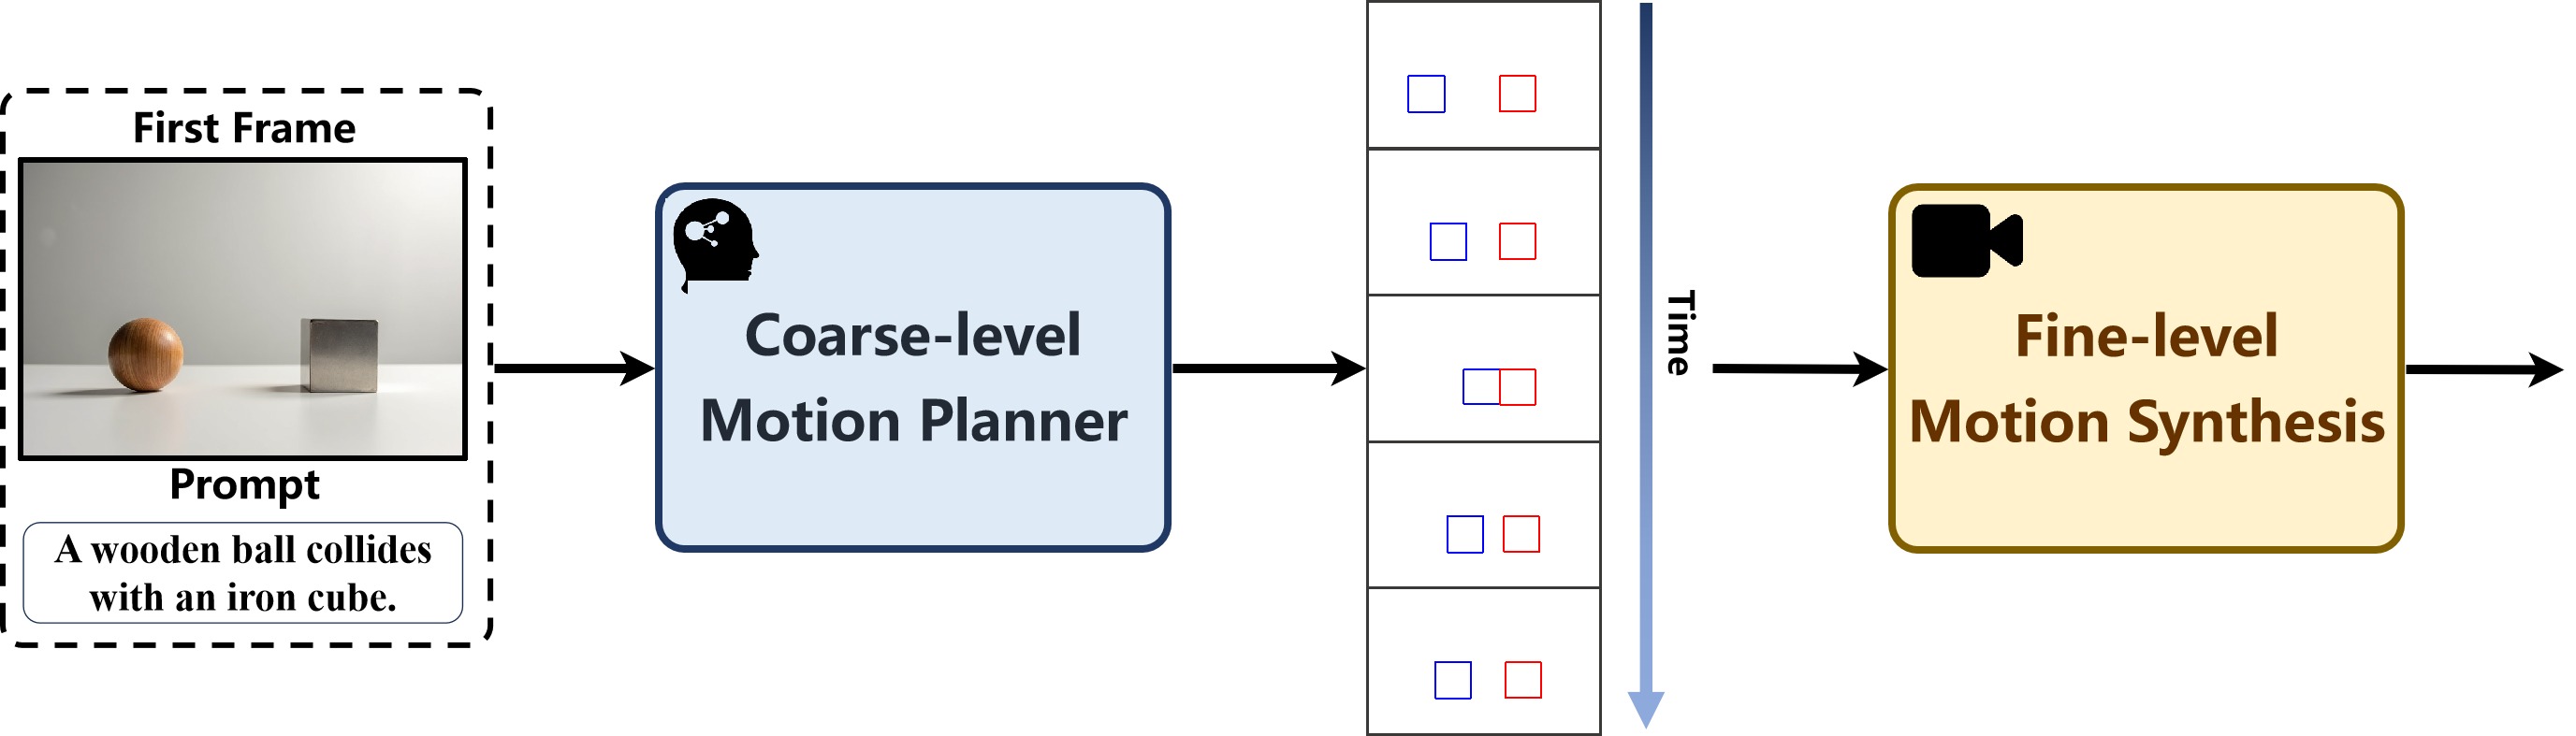 First Frame
Prompt
A wooden ball collides
with an iron cube.
Coarse-level
Motion Planner
Time
Fine-level
Motion Synthesis